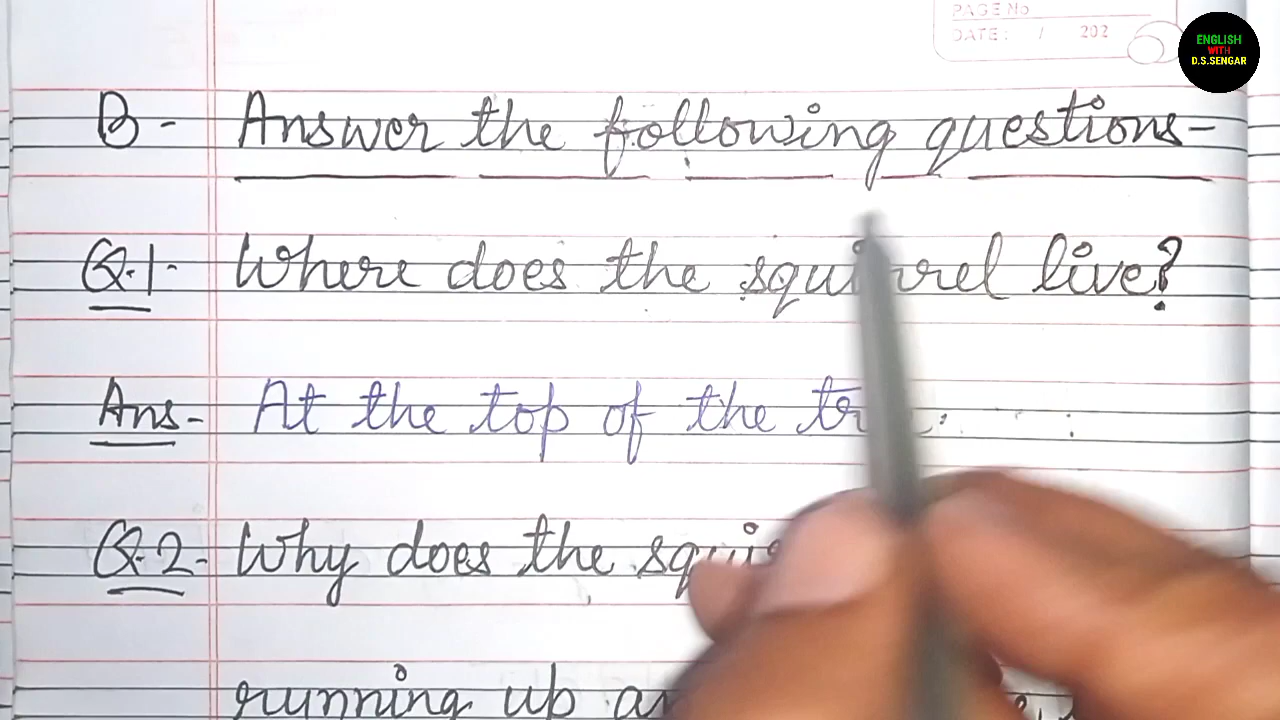 PAGE No
DATE: / 202
ENGLISH
WITH
D.S.SENGAR
B- Answer the following questions-
Q.1- Where does the squirrel live?
Ans- At the top of the
Q.2- Why does the
running up